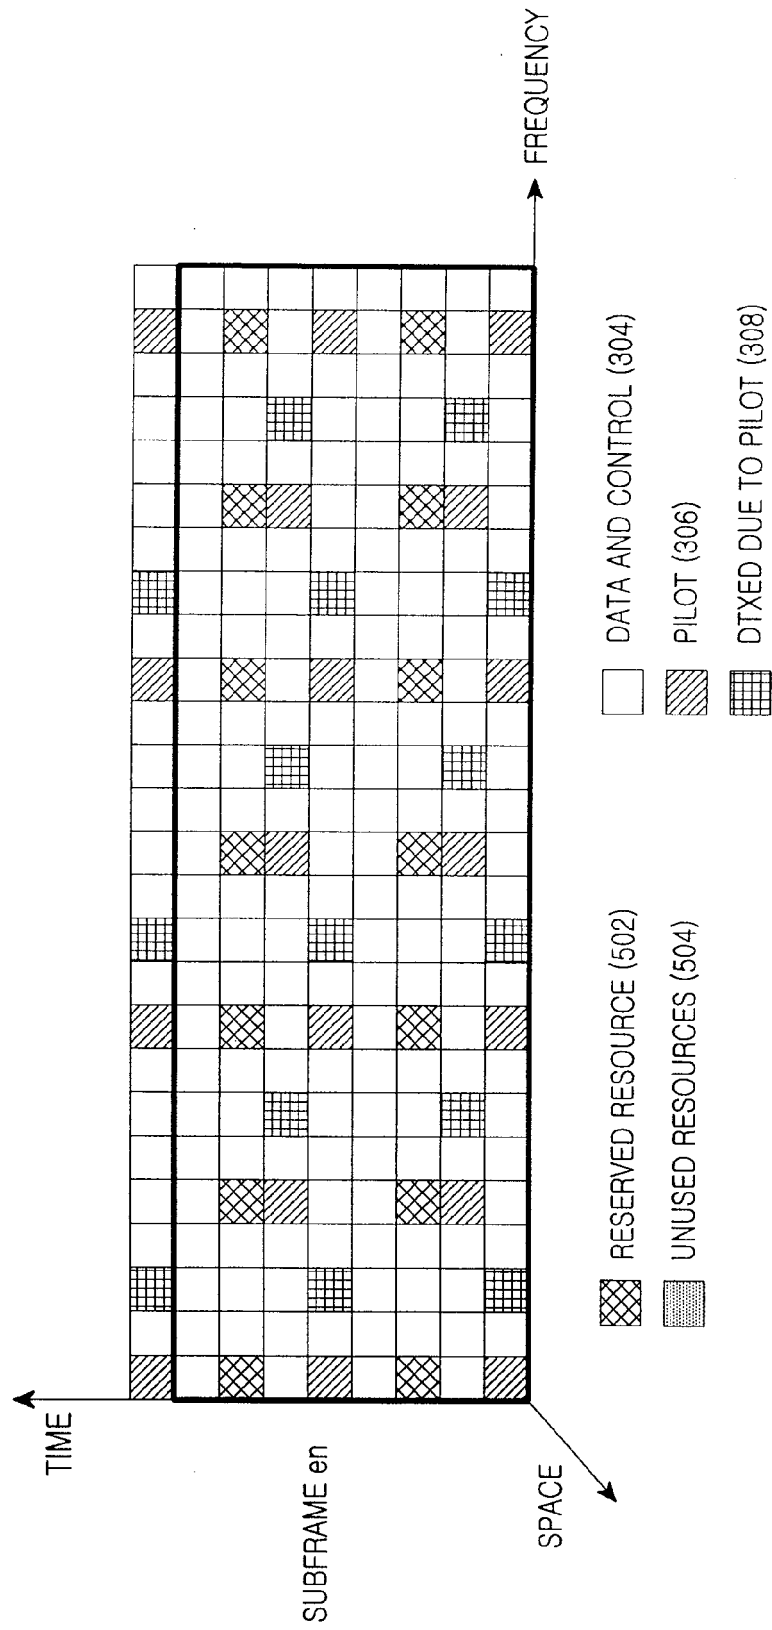 TIME
FREQUENCY
SUBFRAME en
SPACE
RESERVED RESOURCE (502)
UNUSED RESOURCES (504)
DATA AND CONTROL (304)
PILOT (306)
DTXED DUE TO PILOT (308)